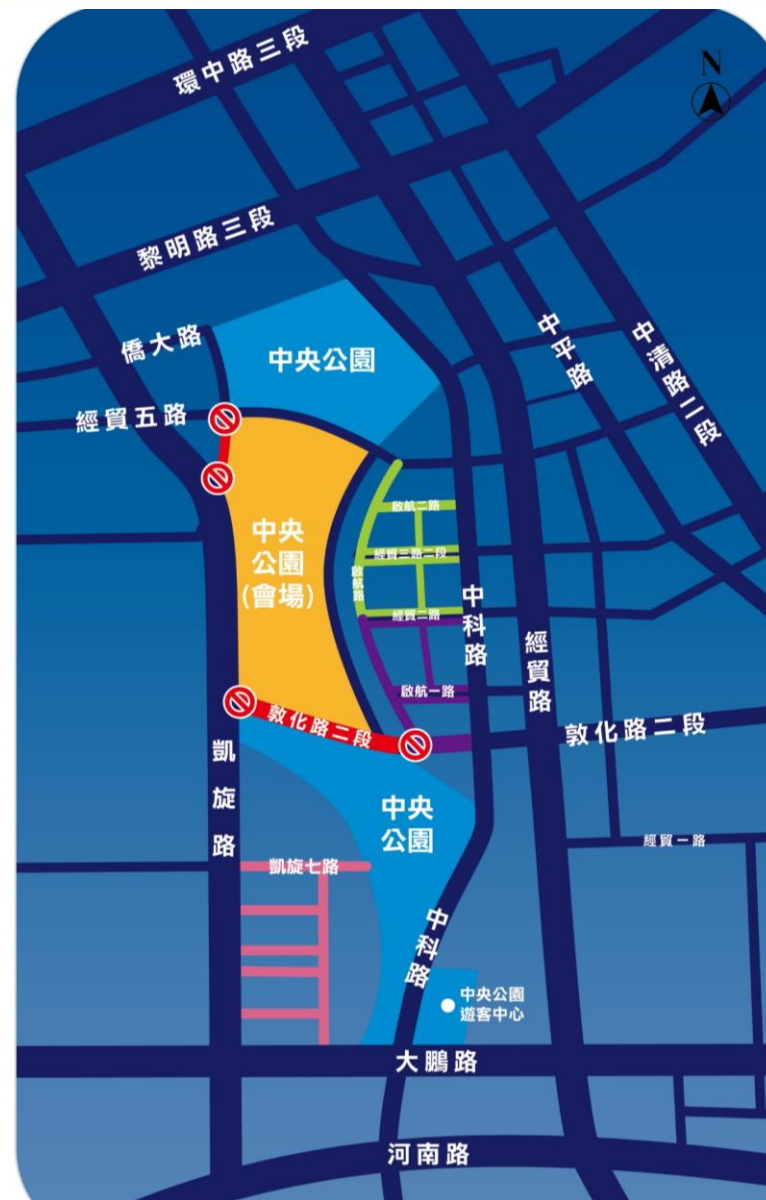 環中路三段
N
黎明路三段
僑大路
中央公園
中平路
中清路二段
經貿五路
啟航二路
中央
公園
(會場)
經貿三路二段
啟航路
中科路
經貿二路
經貿路
啟航一路
敦化路二段
敦化路二段
凱旋路
中央
公園
經貿一路
凱旋七路
中科路
中央公園
遊客中心
大鵬路
河南路